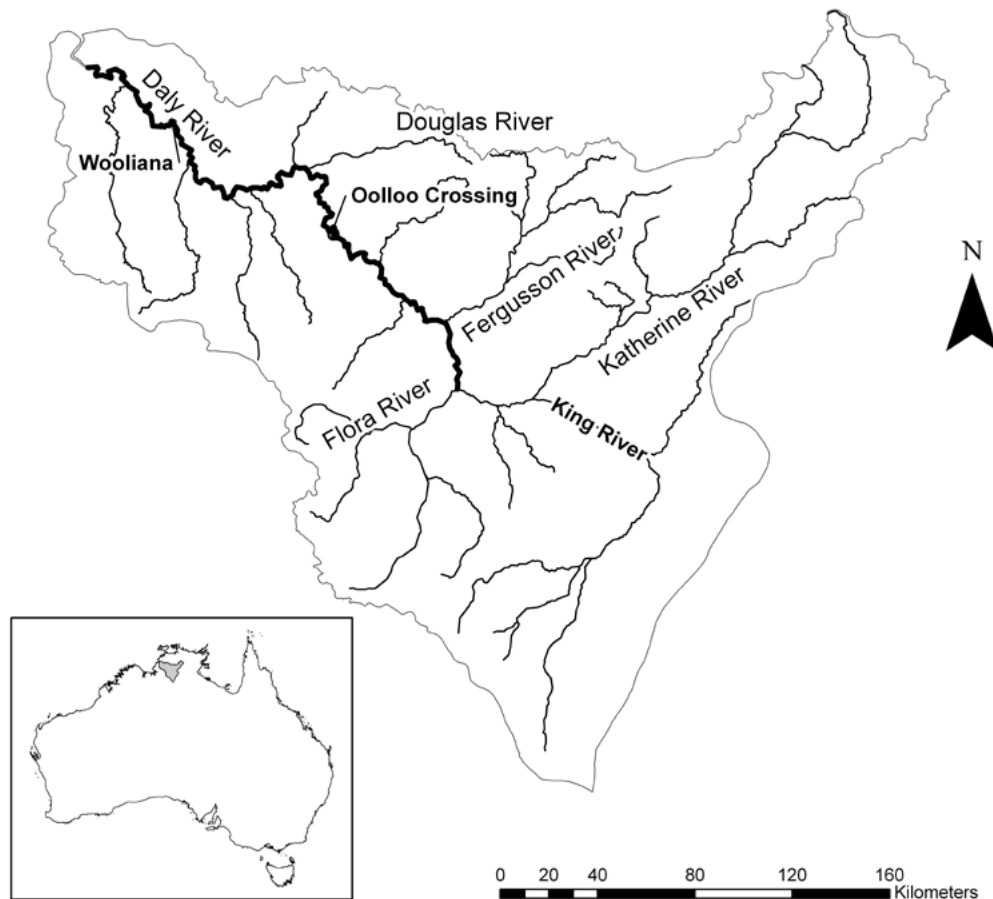 Daly River
Douglas River
Wooliana
Oolloo Crossing
Fergusson River
Katherine River
N
Flora River
King River
0 20 40 80 120 160
Kilometers